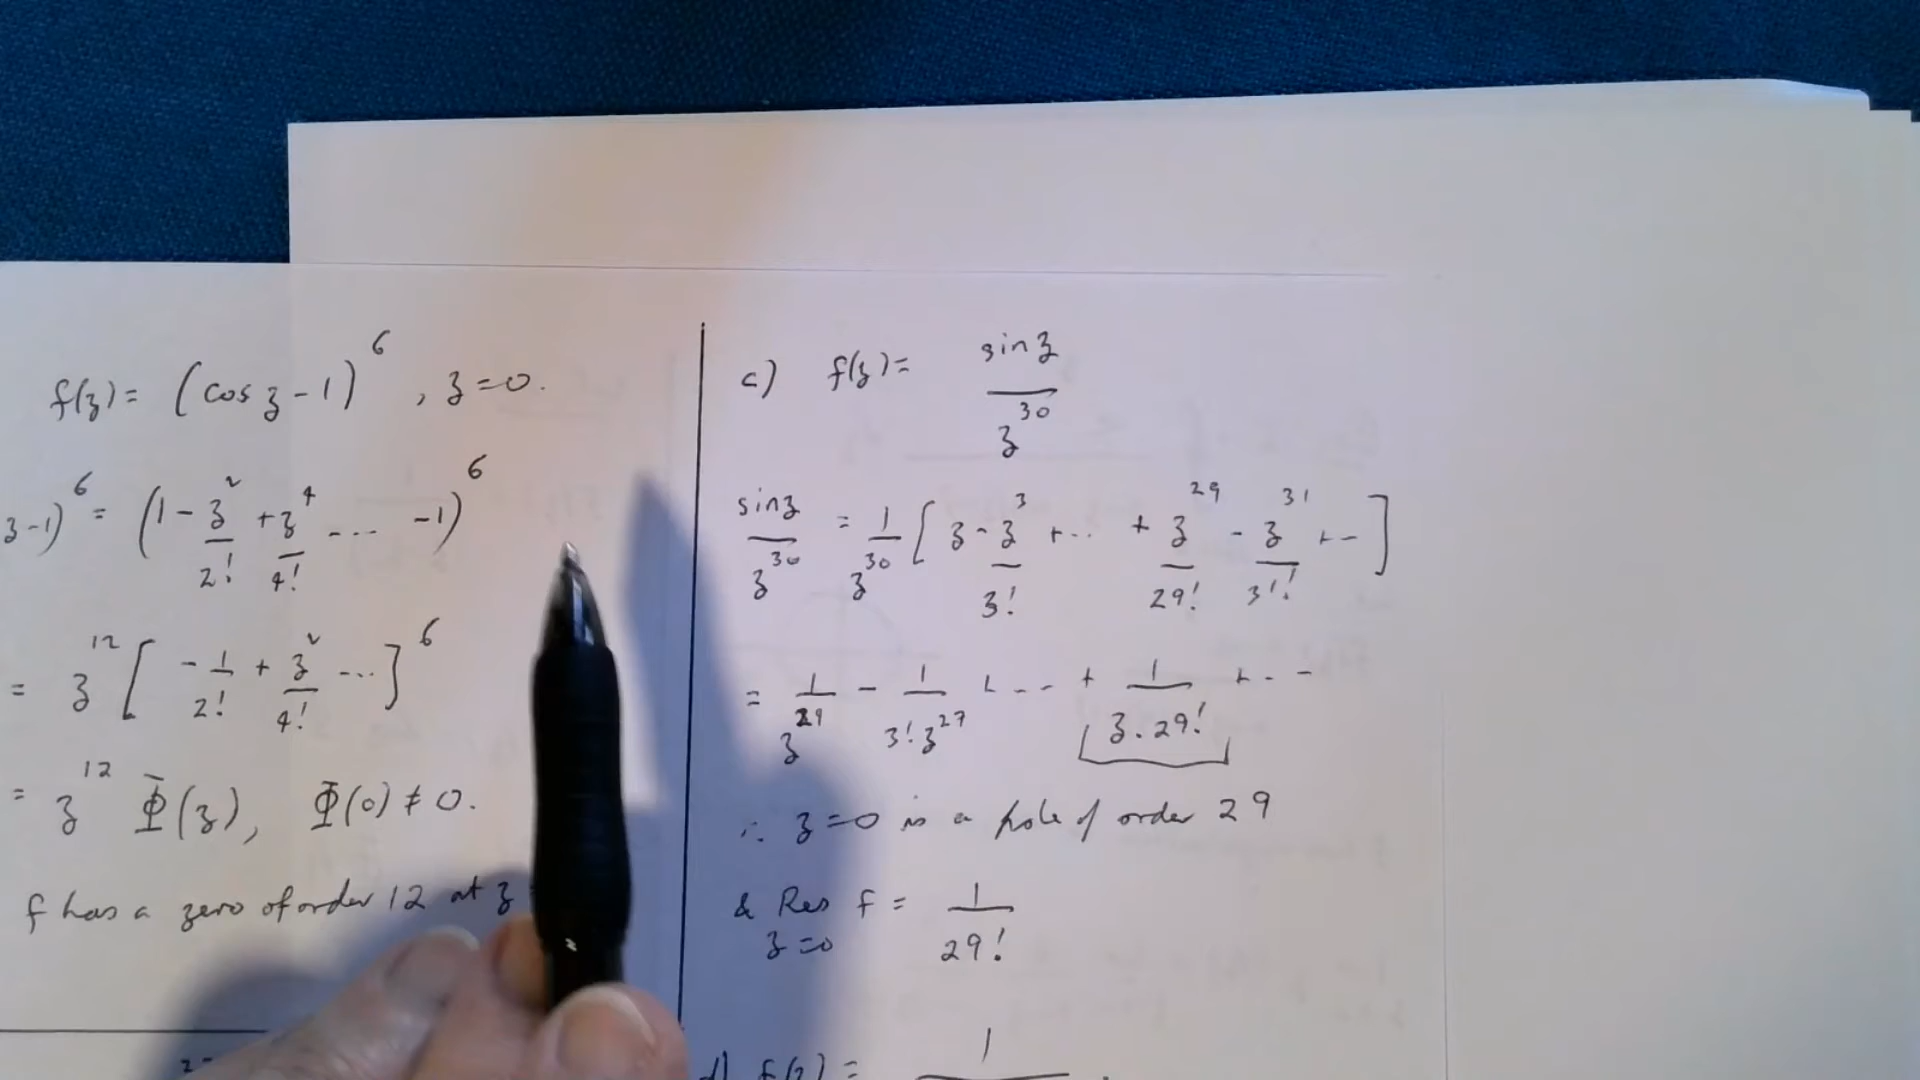 f(z) = (cos z - 1)^6 , z = 0.
z - 1)^6 = (1 - z^2/2! + z^4/4! - ... - 1)^6
= z^12 [ -1/2! + z^2/4! - ... ]^6
= z^12 Φ(z), Φ(0) ≠ 0.
f has a zero of order 12 at z
c) f(z) = sin z / z^30
sin z / z^30 = 1/z^30 [ z - z^3/3! + ... + z^29/29! - z^31/31! + -- ]
= 1/z^29 - 1/(3! z^27) + ... + 1/(z . 29!) + ...
∴ z = 0 is a pole of order 29
& Res f = 1/29!
z = 0
d) f(z) = 1